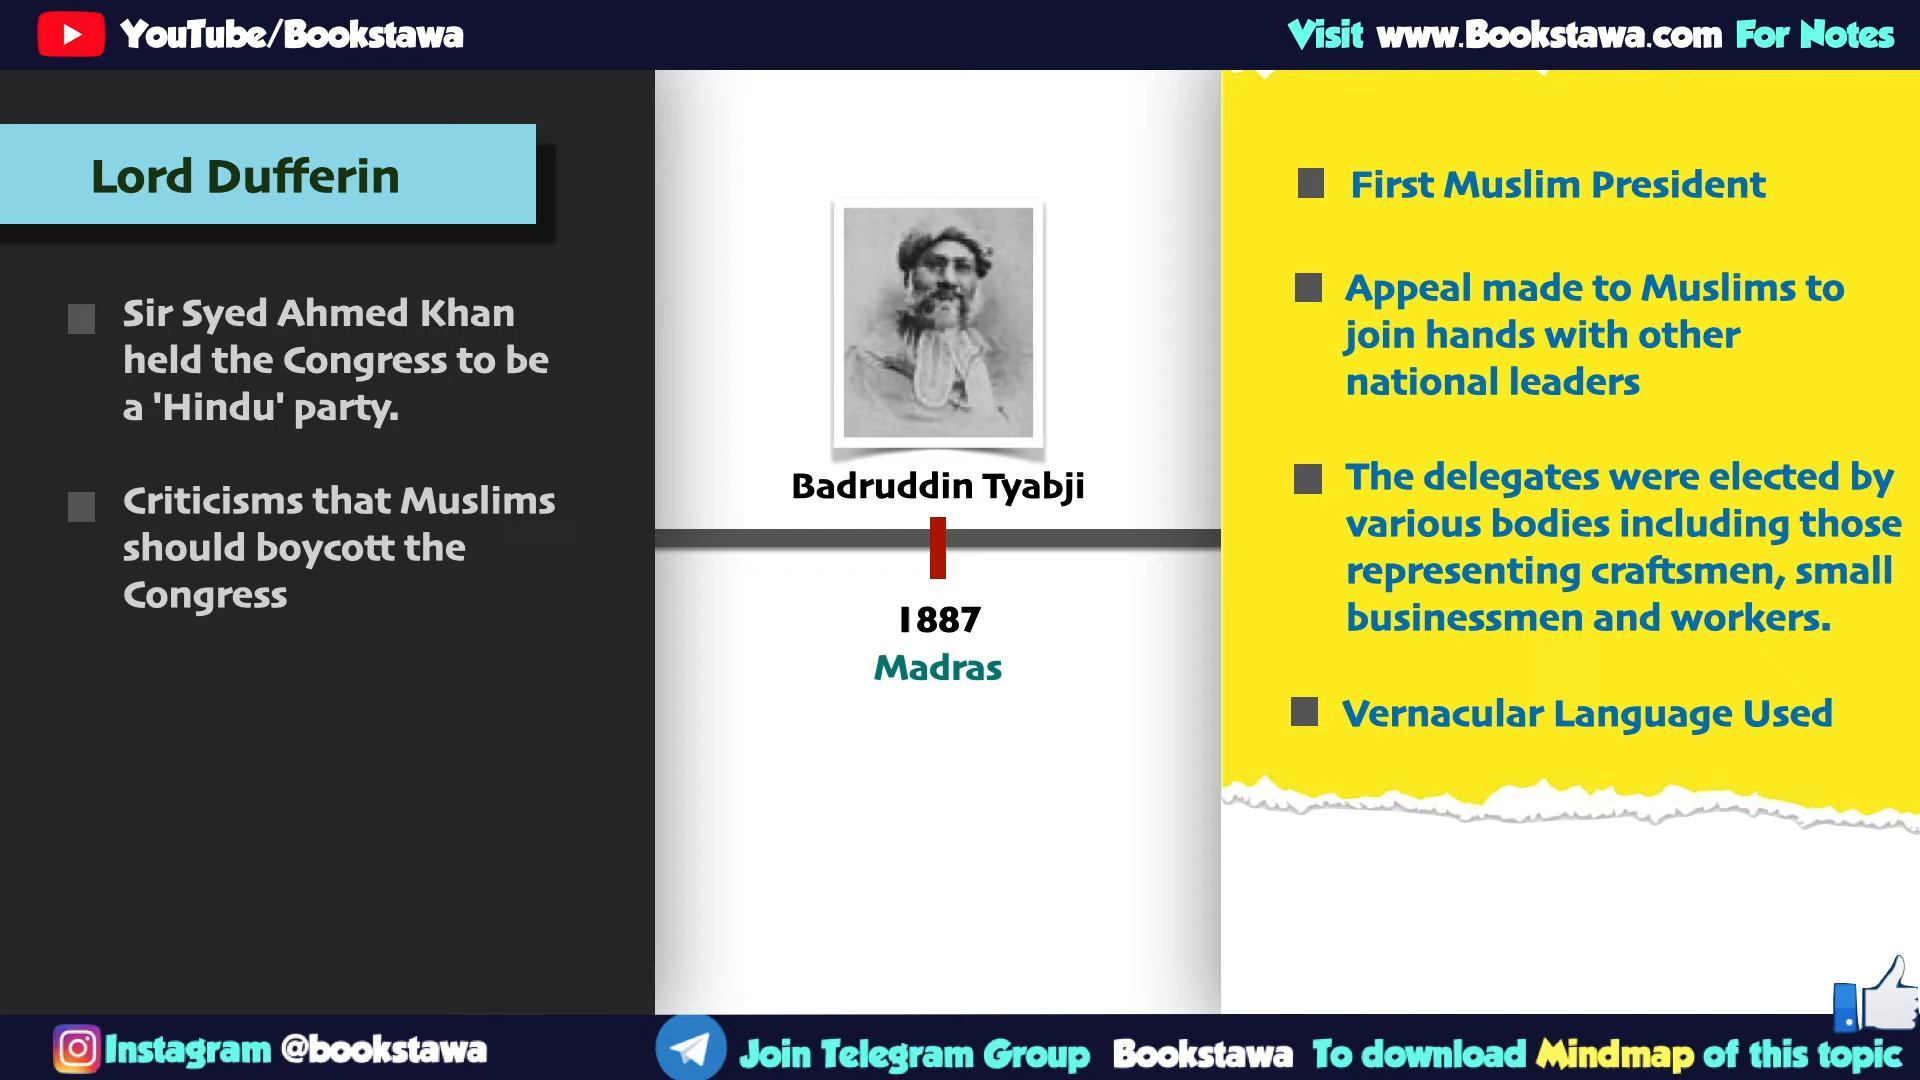 YouTube/Bookstawa
Visit www.Bookstawa.com For Notes
Lord Dufferin
Sir Syed Ahmed Khan
held the Congress to be
a 'Hindu' party.
Criticisms that Muslims
should boycott the
Congress
Badruddin Tyabji
1887
Madras
First Muslim President
Appeal made to Muslims to
join hands with other
national leaders
The delegates were elected by
various bodies including those
representing craftsmen, small
businessmen and workers.
Vernacular Language Used
Instagram @bookstawa
Join Telegram Group Bookstawa To download Mindmap of this topic